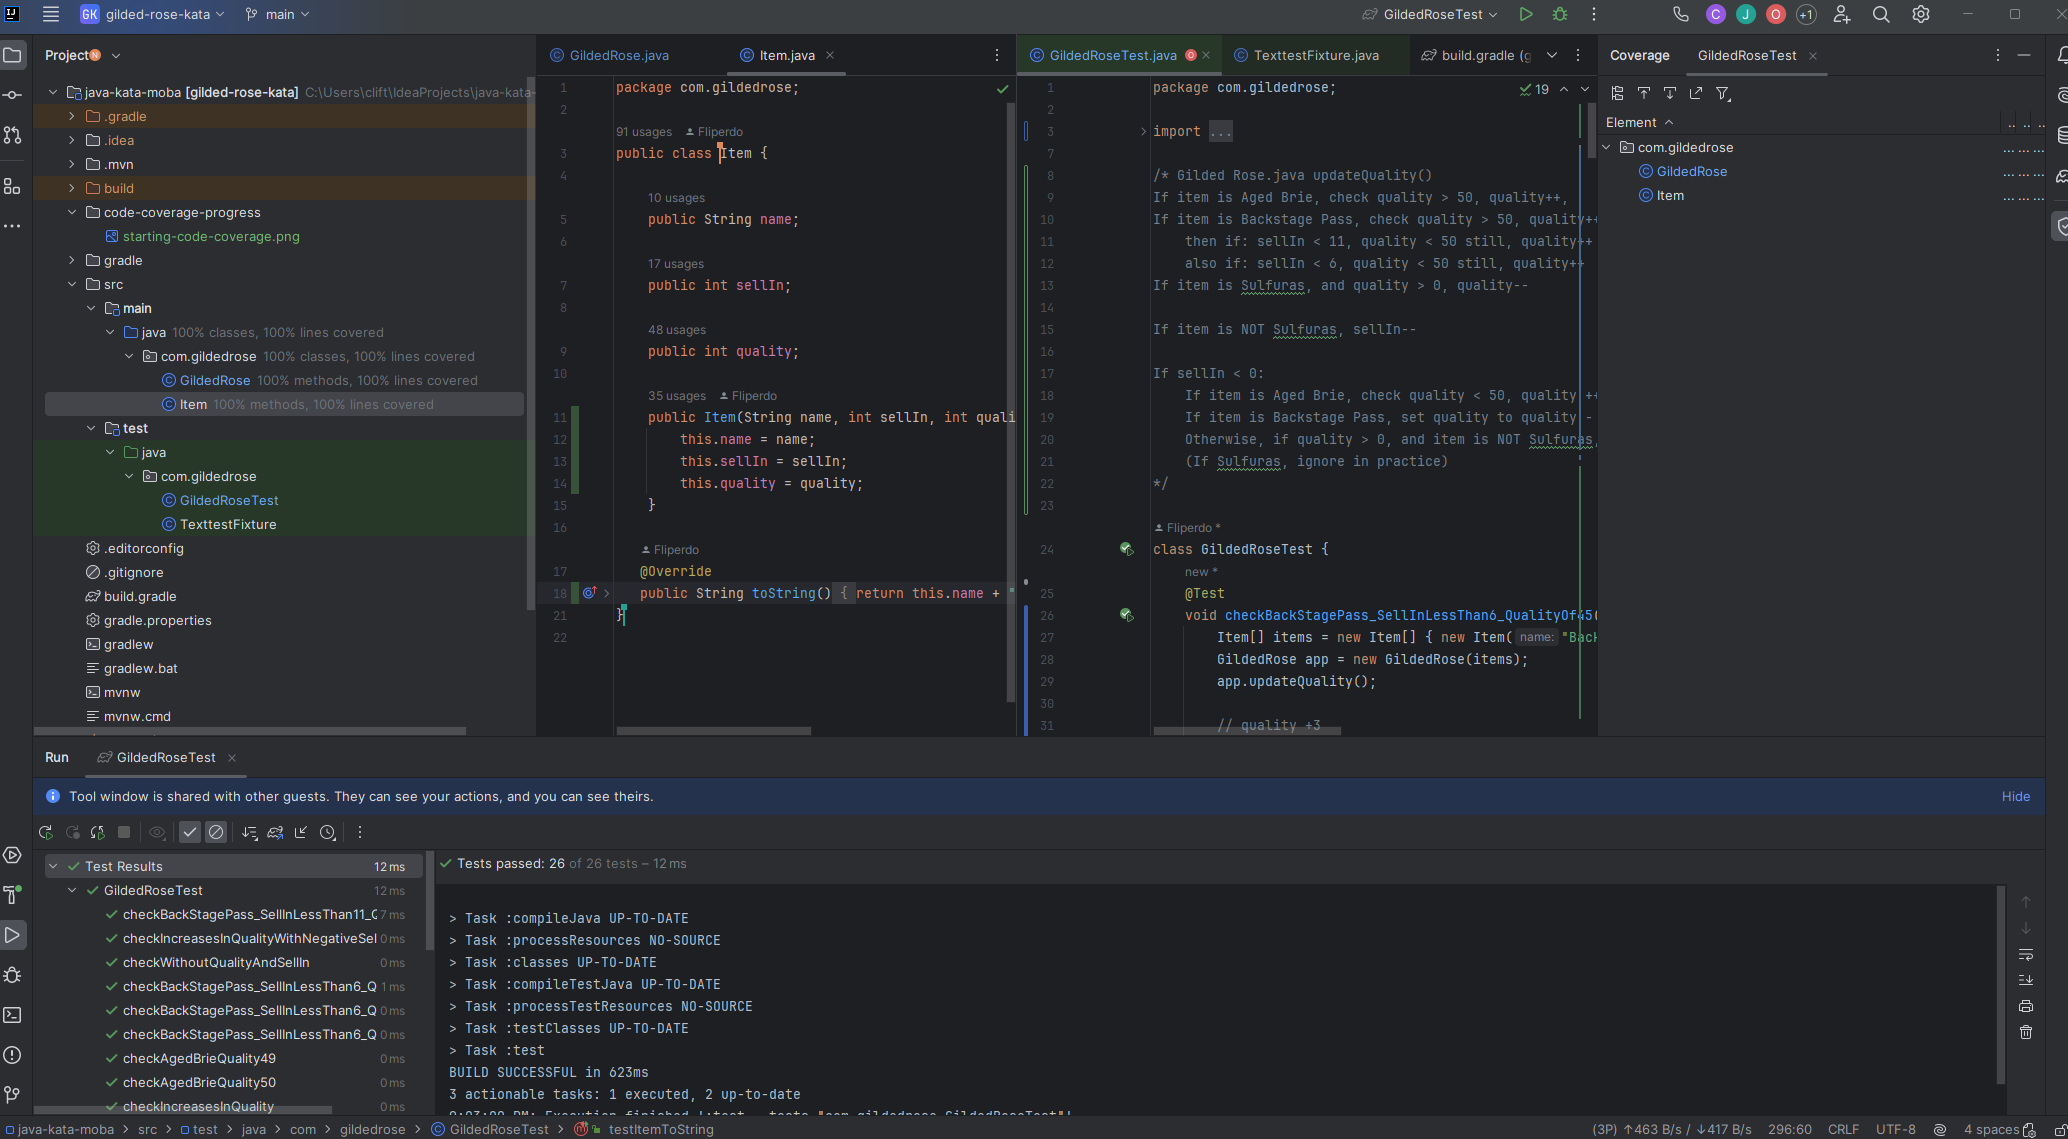 GK gilded-rose-kata main GildedRoseTest C J O +1
Project N
java-kata-moba [gilded-rose-kata] C:\Users\clift\IdeaProjects\java-kata-
.gradle
.idea
.mvn
build
code-coverage-progress
starting-code-coverage.png
gradle
src
main
java 100% classes, 100% lines covered
com.gildedrose 100% classes, 100% lines covered
GildedRose 100% methods, 100% lines covered
Item 100% methods, 100% lines covered
test
java
com.gildedrose
GildedRoseTest
TexttestFixture
.editorconfig
.gitignore
build.gradle
gradle.properties
gradlew
gradlew.bat
mvnw
mvnw.cmd
GildedRose.java Item.java
1 package com.gildedrose;
2
91 usages Fliperdo
3 public class Item {
4
10 usages
5 public String name;
6
17 usages
7 public int sellIn;
8
48 usages
9 public int quality;
10
35 usages Fliperdo
11 public Item(String name, int sellIn, int quali
12 this.name = name;
13 this.sellIn = sellIn;
14 this.quality = quality;
15 }
16
Fliperdo
17 @Override
18 public String toString() { return this.name + "
21 }
22
GildedRoseTest.java O TexttestFixture.java build.gradle (g
19
1 package com.gildedrose;
2
3 import ...
7
8 /* Gilded Rose.java updateQuality()
9 If item is Aged Brie, check quality > 50, quality++,
10 If item is Backstage Pass, check quality > 50, quality++
11 then if: sellIn < 11, quality < 50 still, quality++
12 also if: sellIn < 6, quality < 50 still, quality++
13 If item is Sulfuras, and quality > 0, quality--
14
15 If item is NOT Sulfuras, sellIn--
16
17 If sellIn < 0:
18 If item is Aged Brie, check quality < 50, quality ++
19 If item is Backstage Pass, set quality to quality -
20 Otherwise, if quality > 0, and item is NOT Sulfuras,
21 (If Sulfuras, ignore in practice)
22 */
23
Fliperdo *
24 class GildedRoseTest {
new *
25 @Test
26 void checkBackStagePass_SellInLessThan6_QualityOf45(
27 Item[] items = new Item[] { new Item( name: "Back
28 GildedRose app = new GildedRose(items);
29 app.updateQuality();
30
31 // quality +3
Coverage GildedRoseTest
Element
com.gildedrose
GildedRose
Item
Run GildedRoseTest
Tool window is shared with other guests. They can see your actions, and you can see theirs. Hide
Test Results 12 ms
GildedRoseTest 12 ms
checkBackStagePass_SellInLessThan11_Q 7 ms
checkIncreasesInQualityWithNegativeSel 0 ms
checkWithoutQualityAndSellIn 0 ms
checkBackStagePass_SellInLessThan6_Q 1 ms
checkBackStagePass_SellInLessThan6_Q 0 ms
checkBackStagePass_SellInLessThan6_Q 0 ms
checkAgedBrieQuality49 0 ms
checkAgedBrieQuality50 0 ms
checkIncreasesInQuality 0 ms
Tests passed: 26 of 26 tests – 12 ms
> Task :compileJava UP-TO-DATE
> Task :processResources NO-SOURCE
> Task :classes UP-TO-DATE
> Task :compileTestJava UP-TO-DATE
> Task :processTestResources NO-SOURCE
> Task :testClasses UP-TO-DATE
> Task :test
BUILD SUCCESSFUL in 623ms
3 actionable tasks: 1 executed, 2 up-to-date
java-kata-moba > src > test > java > com > gildedrose > GildedRoseTest > testItemToString (3P) ↑463 B/s / ↓417 B/s 296:60 CRLF UTF-8 4 spaces